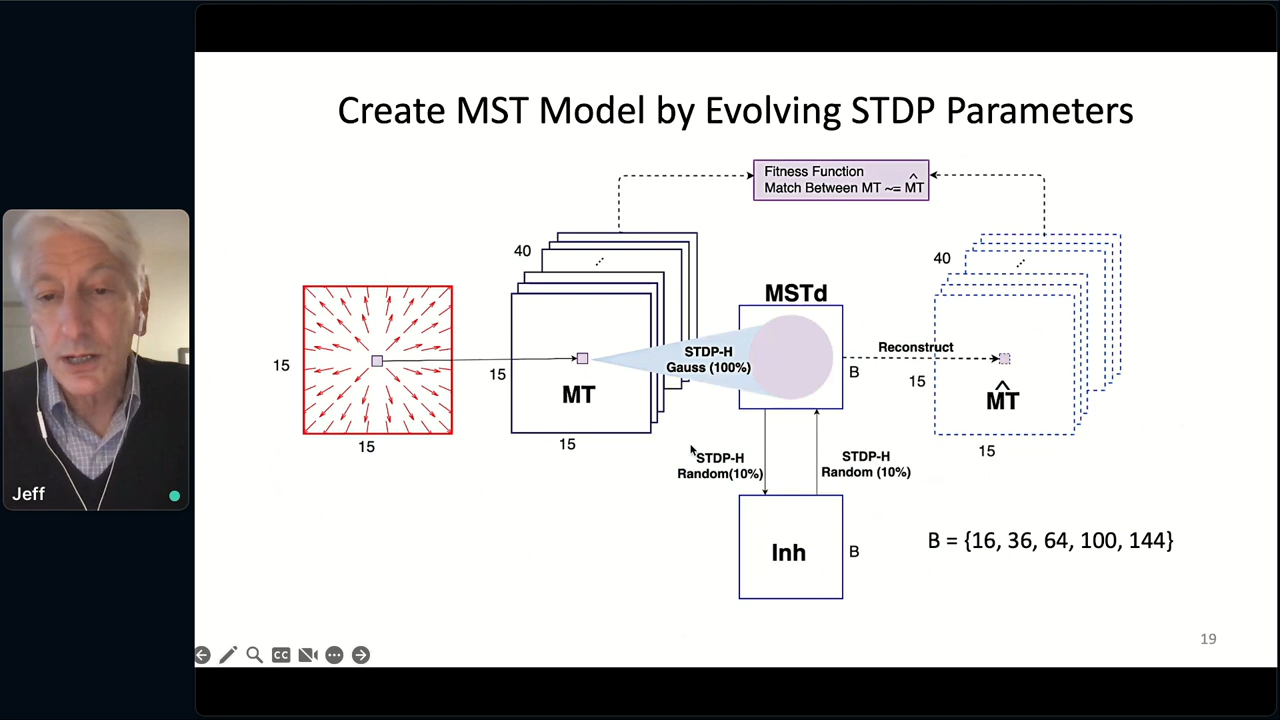 Create MST Model by Evolving STDP Parameters
Fitness Function
Match Between MT ~= M̂T
40
40
MSTd
15
STDP-H
Gauss (100%)
Reconstruct
15
MT
B
15
M̂T
15
15
15
STDP-H
Random(10%)
STDP-H
Random (10%)
Jeff
Inh
B
B = {16, 36, 64, 100, 144}
19
CC